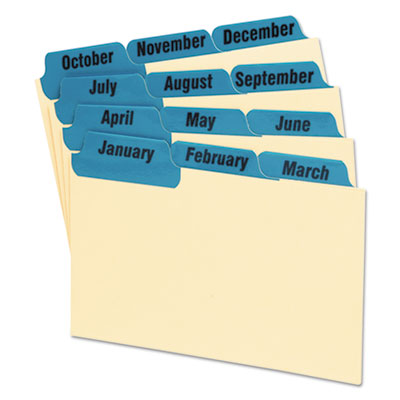 October November December
July August September
April May June
January February March